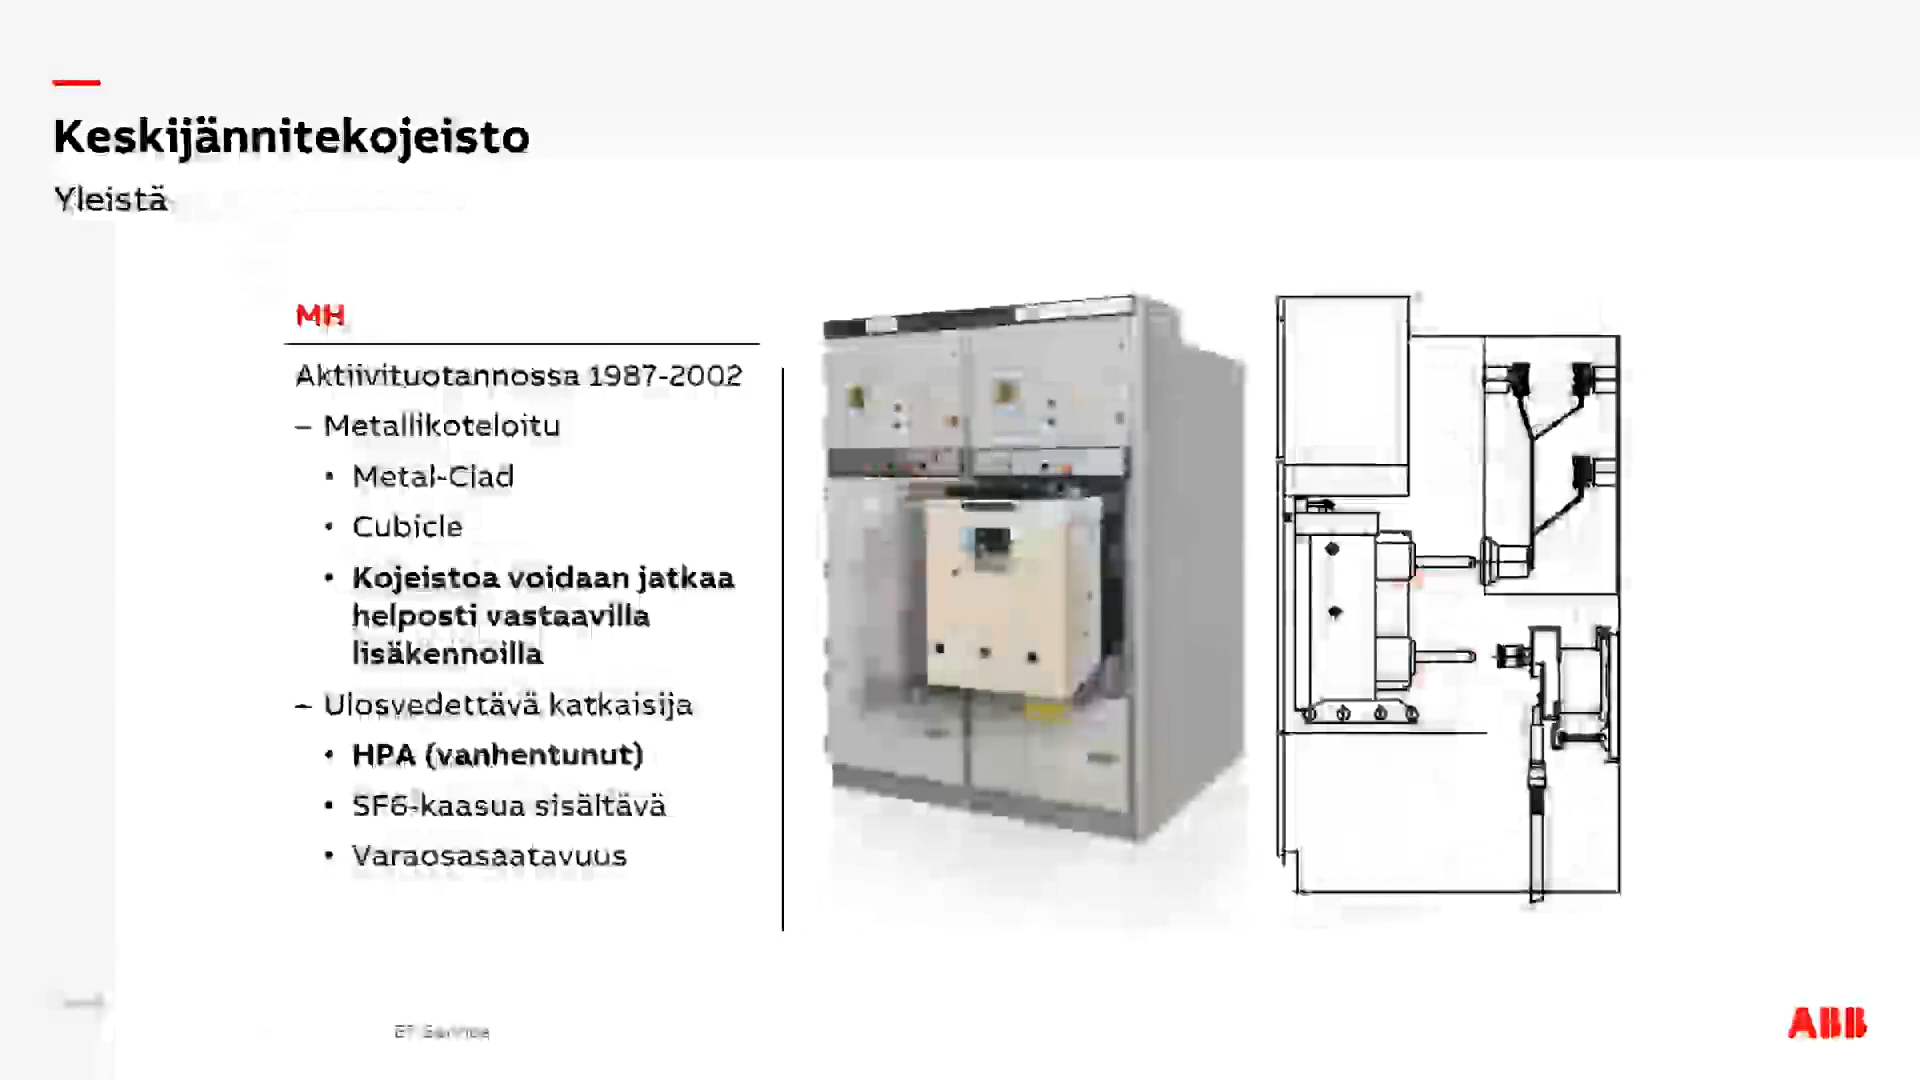 Keskijännitekojeisto
Yleistä
MH
Aktiivituotannossa 1987-2002
– Metallikoteloitu
• Metal-Clad
• Cubicle
• Kojeistoa voidaan jatkaa
helposti vastaavilla
lisäkennoilla
– Ulosvedettävä katkaisija
• HPA (vanhentunut)
• SF6-kaasua sisältävä
• Varaosasaatavuus
Service
ABB